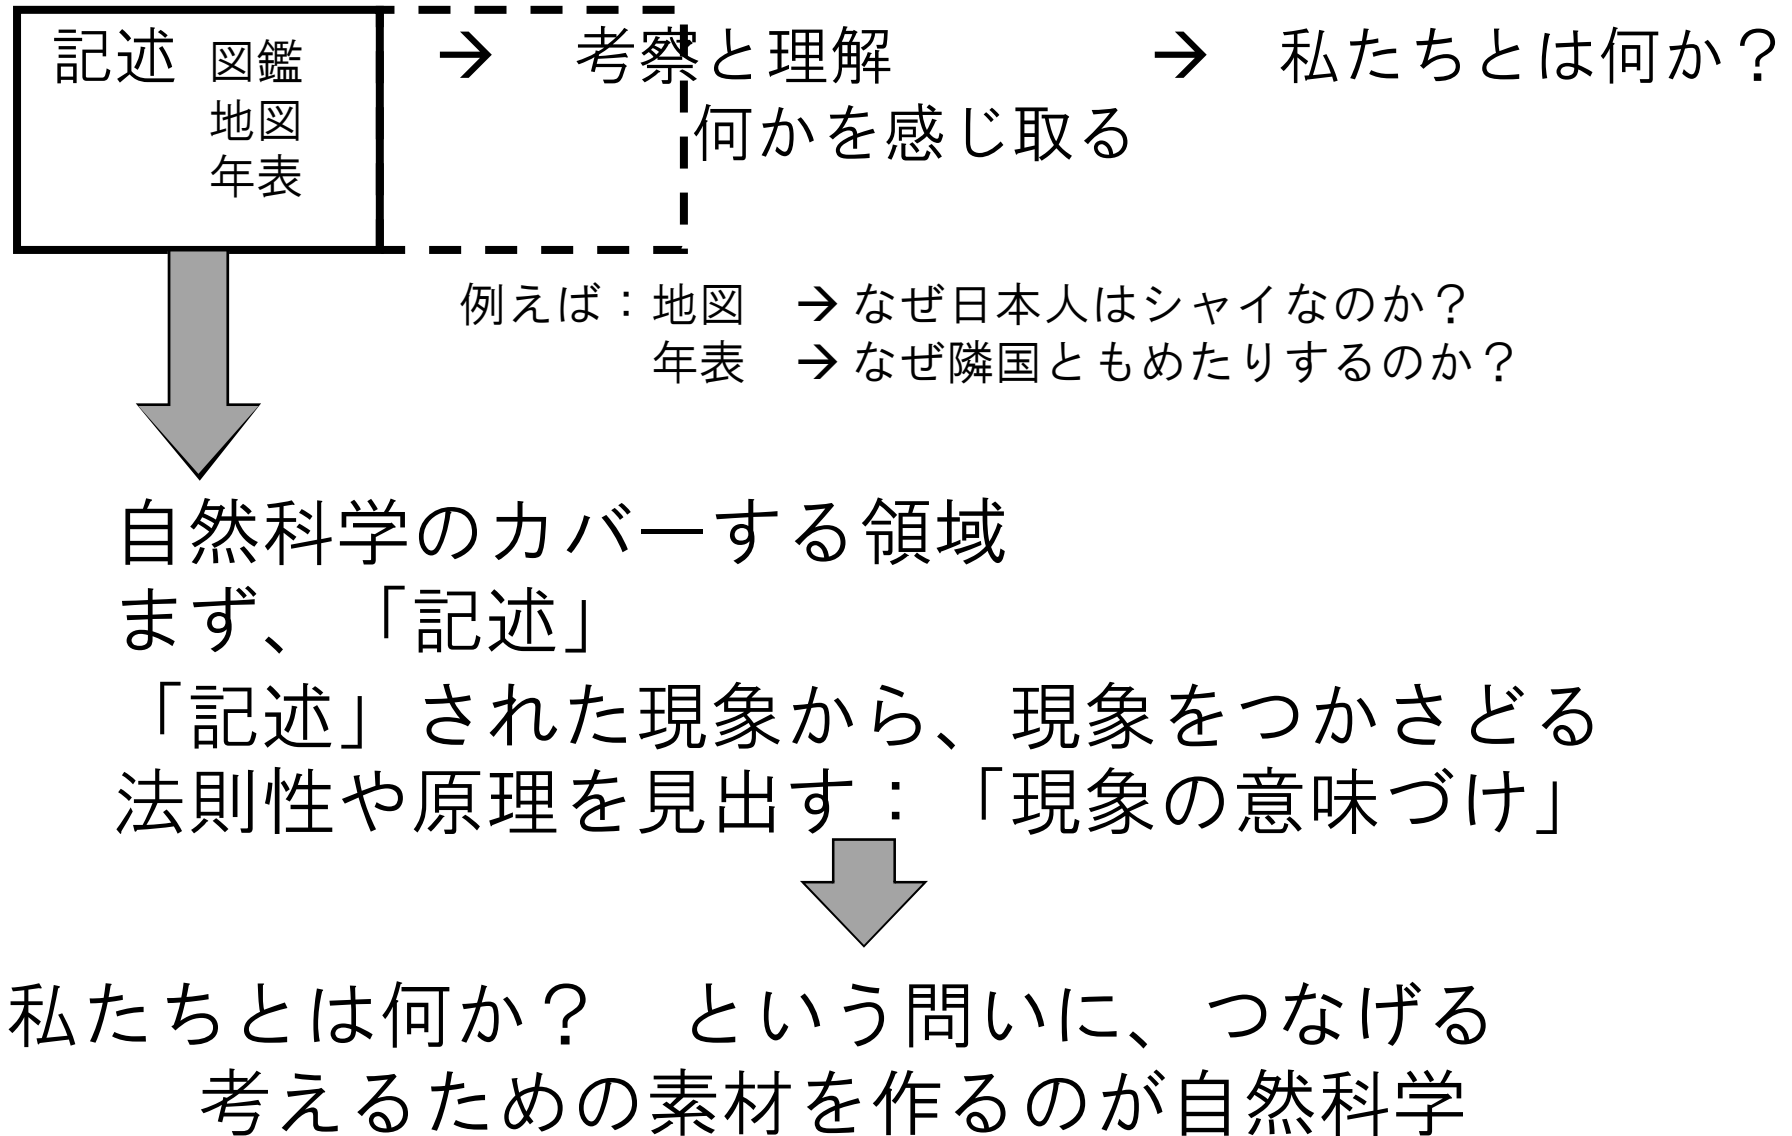 記述 図鑑 → 考察と理解 → 私たちとは何か？
地図 何かを感じ取る
年表
例えば：地図 → なぜ日本人はシャイなのか？
年表 → なぜ隣国ともめたりするのか？
自然科学のカバーする領域
まず、「記述」
「記述」された現象から、現象をつかさどる
法則性や原理を見出す：「現象の意味づけ」
私たちとは何か？　という問いに、つなげる
考えるための素材を作るのが自然科学